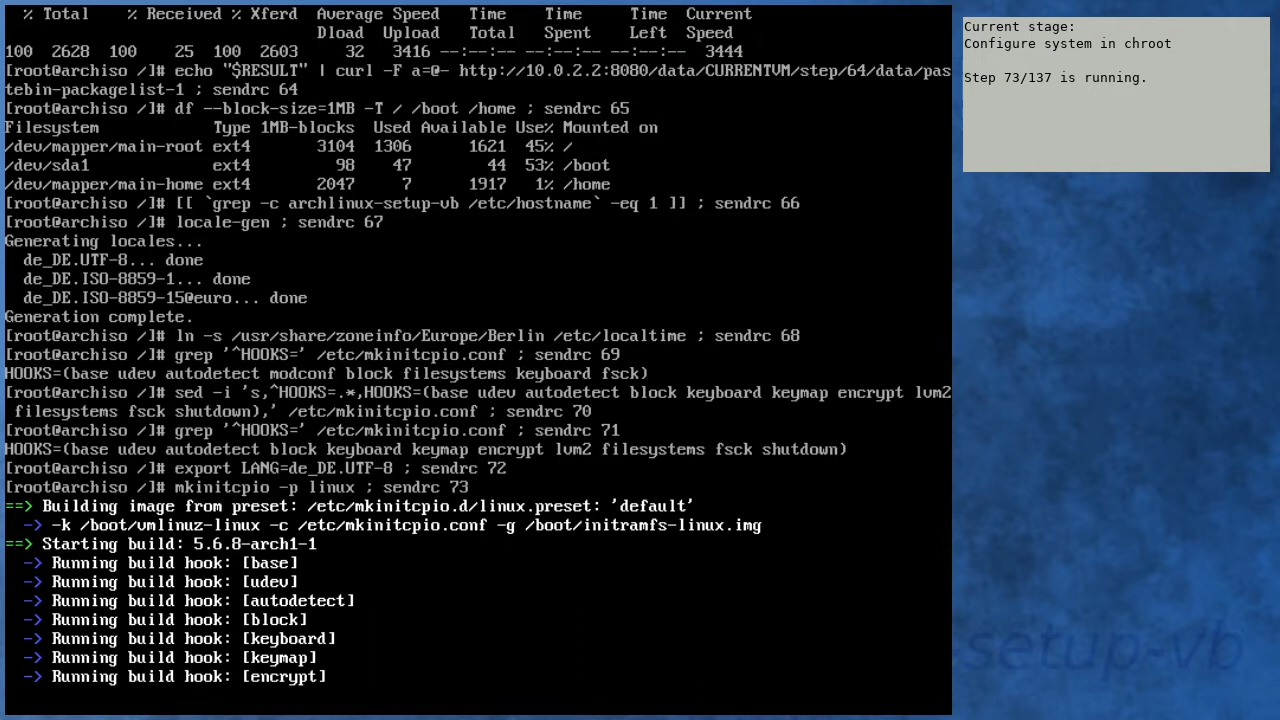 % Total    % Received % Xferd  Average Speed   Time    Time     Time  Current
                                 Dload  Upload   Total   Spent    Left  Speed
100  2628  100    25  100  2603     32   3416 --:--:-- --:--:-- --:--:--  3444
[root@archiso /]# echo "$RESULT" | curl -F a=@- http://10.0.2.2:8080/data/CURRENTVM/step/64/data/pas
tebin-packagelist-1 ; sendrc 64
[root@archiso /]# df --block-size=1MB -T / /boot /home ; sendrc 65
Filesystem            Type 1MB-blocks  Used Available Use% Mounted on
/dev/mapper/main-root ext4       3104  1306      1621  45% /
/dev/sda1             ext4         98    47        44  53% /boot
/dev/mapper/main-home ext4       2047     7      1917   1% /home
[root@archiso /]# [[ `grep -c archlinux-setup-vb /etc/hostname` -eq 1 ]] ; sendrc 66
[root@archiso /]# locale-gen ; sendrc 67
Generating locales...
  de_DE.UTF-8... done
  de_DE.ISO-8859-1... done
  de_DE.ISO-8859-15@euro... done
Generation complete.
[root@archiso /]# ln -s /usr/share/zoneinfo/Europe/Berlin /etc/localtime ; sendrc 68
[root@archiso /]# grep '^HOOKS=' /etc/mkinitcpio.conf ; sendrc 69
HOOKS=(base udev autodetect modconf block filesystems keyboard fsck)
[root@archiso /]# sed -i 's,^HOOKS=.*,HOOKS=(base udev autodetect block keyboard keymap encrypt lvm2
 filesystems fsck shutdown),' /etc/mkinitcpio.conf ; sendrc 70
[root@archiso /]# grep '^HOOKS=' /etc/mkinitcpio.conf ; sendrc 71
HOOKS=(base udev autodetect block keyboard keymap encrypt lvm2 filesystems fsck shutdown)
[root@archiso /]# export LANG=de_DE.UTF-8 ; sendrc 72
[root@archiso /]# mkinitcpio -p linux ; sendrc 73
==> Building image from preset: /etc/mkinitcpio.d/linux.preset: 'default'
  -> -k /boot/vmlinuz-linux -c /etc/mkinitcpio.conf -g /boot/initramfs-linux.img
==> Starting build: 5.6.8-arch1-1
  -> Running build hook: [base]
  -> Running build hook: [udev]
  -> Running build hook: [autodetect]
  -> Running build hook: [block]
  -> Running build hook: [keyboard]
  -> Running build hook: [keymap]
  -> Running build hook: [encrypt]
Current stage:
Configure system in chroot
Step 73/137 is running.
setup-vb